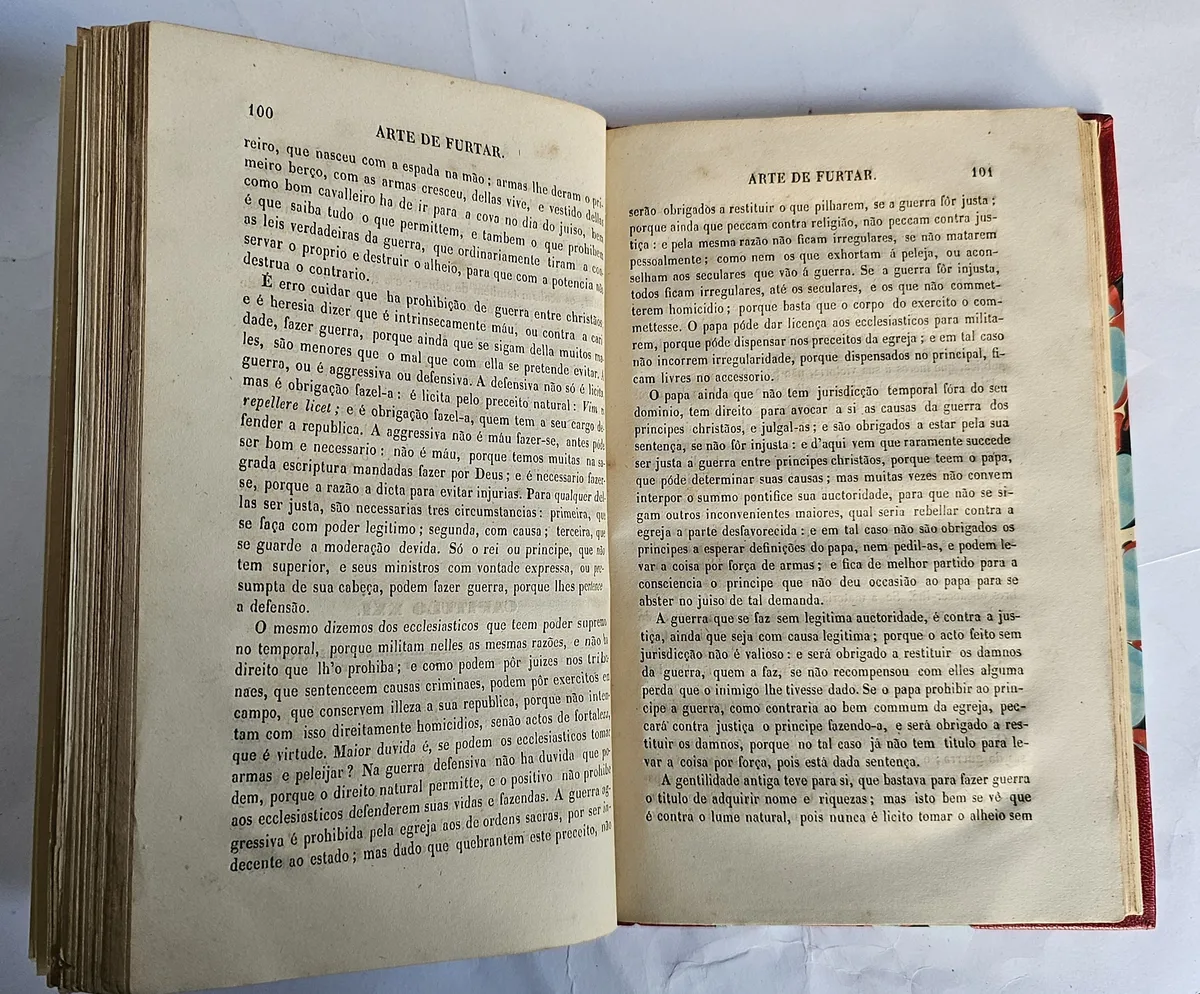 100
ARTE DE FURTAR.
reiro, que nasceu com a espada na mão; armas lhe deram o pri-
meiro berço, com as armas cresceu, dellas vive, e vestido dellas
como bom cavalleiro ha de ir para a cova no dia do juiso, bem
é que saiba tudo o que permittem, e tambem o que prohibem
as leis verdadeiras da guerra, que ordinariamente tiram a con-
servar o proprio e destruir o alheio, para que com a potencia não
destrua o contrario.
É erro cuidar que ha prohibição de guerra entre christãos,
e é heresia dizer que é intrinsecamente máu, ou contra a cari-
dade, fazer guerra, porque ainda que se sigam della muitos ma-
les, são menores que o mal que com ella se pretende evitar. A
guerra, ou é aggressiva ou defensiva. A defensiva não só é licita,
mas é obrigação fazel-a: é licita pelo preceito natural: Vim vi
repellere licet; e é obrigação fazel-a, quem tem a seu cargo de-
fender a republica. A aggressiva não é máu fazer-se, antes póde
ser bom e necessario: não é máu, porque temos muitas na sa-
grada escriptura mandadas fazer por Deus; e é necessario fazer-
se, porque a razão a dicta para evitar injurias. Para qualquer del-
las ser justa, são necessarias tres circumstancias: primeira, que
se faça com poder legitimo; segunda, com causa; terceira, que
se guarde a moderação devida. Só o rei ou principe, que não
tem superior, e seus ministros com vontade expressa, ou pre-
sumpta de sua cabeça, podem fazer guerra, porque lhes pertence
a defensão.
O mesmo dizemos dos ecclesiasticos que teem poder supremo
no temporal, porque militam nelles as mesmas razões, e não ha
direito que lh'o prohiba; e como podem pôr juizes nos tribu-
naes, que sentenceem causas criminaes, podem pôr exercitos em
campo, que conservem illeza a sua republica, porque não inten-
tam com isso direitamente homicidios, senão actos de fortaleza,
que é virtude. Maior duvida é, se podem os ecclesiasticos tomar
armas e peleijar? Na guerra defensiva não ha duvida que po-
dem, porque o direito natural permitte, e o positivo não prohibe
aos ecclesiasticos defenderem suas vidas e fazendas. A guerra ag-
gressiva é prohibida pela egreja aos de ordens sacras, por ser in-
decente ao estado; mas dado que quebrantem este preceito, não
ARTE DE FURTAR.
101
serão obrigados a restituir o que pilharem, se a guerra fôr justa;
porque ainda que peccam contra religião, não peccam contra jus-
tiça: e pela mesma razão não ficam irregulares, se não matarem
pessoalmente; como nem os que exhortam á peleja, ou acon-
selham aos seculares que vão á guerra. Se a guerra fôr injusta,
todos ficam irregulares, até os seculares, e os que não commet-
terem homicidio; porque basta que o corpo do exercito o com-
mettesse. O papa póde dar licença aos ecclesiasticos para milita-
rem, porque póde dispensar nos preceitos da egreja; e em tal caso
não incorrem irregularidade, porque dispensados no principal, fi-
cam livres no accessorio.
O papa ainda que não tem jurisdicção temporal fóra do seu
dominio, tem direito para avocar a si as causas da guerra dos
principes christãos, e julgal-as; e são obrigados a estar pela sua
sentença, se não fôr injusta: e d'aqui vem que raramente succede
ser justa a guerra entre principes christãos, porque teem o papa,
que póde determinar suas causas; mas muitas vezes não convem
interpor o summo pontifice sua auctoridade, para que não se si-
gam outros inconvenientes maiores, qual seria rebellar contra a
egreja a parte desfavorecida: e em tal caso não são obrigados os
principes a esperar definições do papa, nem pedil-as, e podem le-
var a coisa por força de armas; e fica de melhor partido para a
consciencia o principe que não deu occasião ao papa para se
abster no juiso de tal demanda.
A guerra que se faz sem legitima auctoridade, é contra a jus-
tiça, ainda que seja com causa legitima; porque o acto feito sem
jurisdicção não é valioso: e será obrigado a restituir os damnos
da guerra, quem a faz, se não recompensou com elles alguma
perda que o inimigo lhe tivesse dado. Se o papa prohibir ao prin-
cipe a guerra, como contraria ao bem commum da egreja, pec-
cará contra justiça o principe fazendo-a, e será obrigado a res-
tituir os damnos, porque no tal caso já não tem titulo para le-
var a coisa por força, pois está dada sentença.
A gentilidade antiga teve para si, que bastava para fazer guerra
o titulo de adquirir nome e riquezas; mas isto bem se vê que
é contra o lume natural, pois nunca é licito tomar o alheio sem